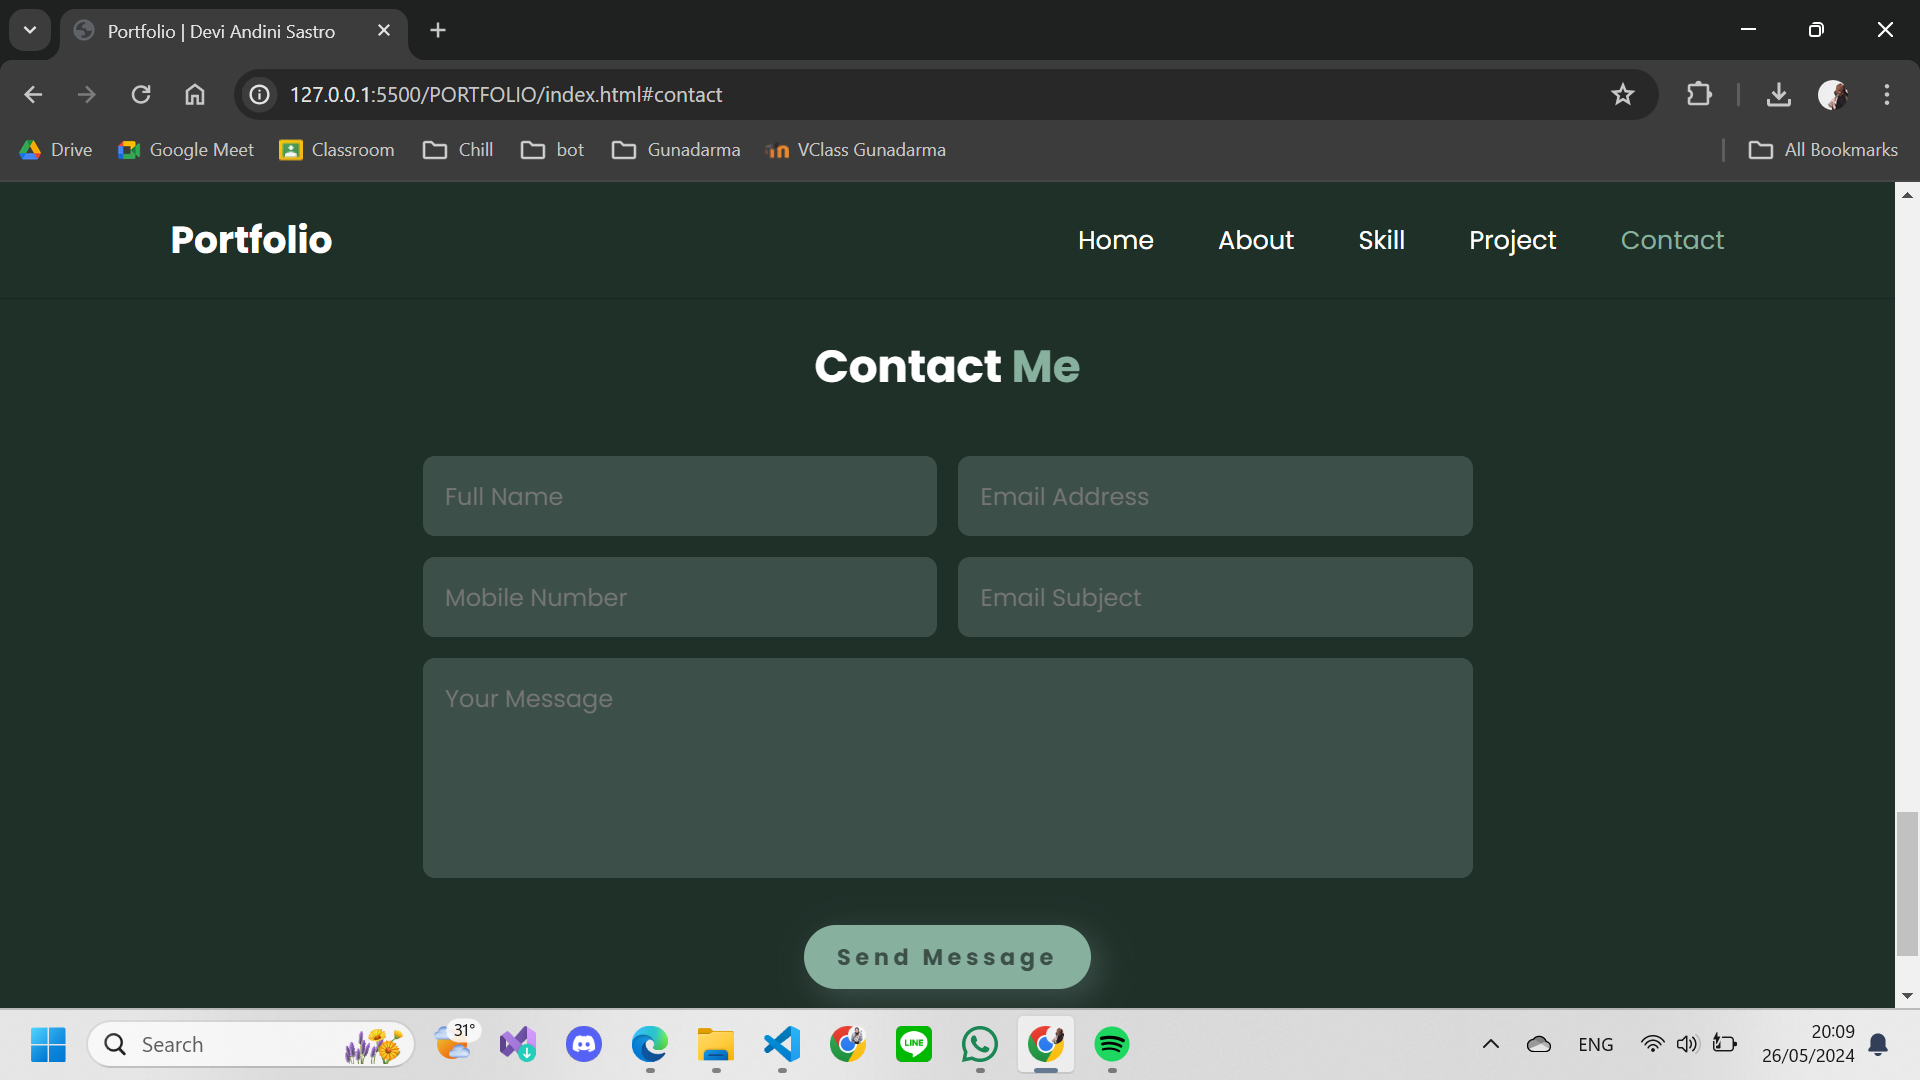 Portfolio | Devi Andini Sastro
127.0.0.1:5500/PORTFOLIO/index.html#contact
Drive Google Meet Classroom Chill bot Gunadarma VClass Gunadarma All Bookmarks
Portfolio Home About Skill Project Contact
Contact Me
Full Name Email Address
Mobile Number Email Subject
Your Message
Send Message
Search 31° LINE ENG 20:09
26/05/2024